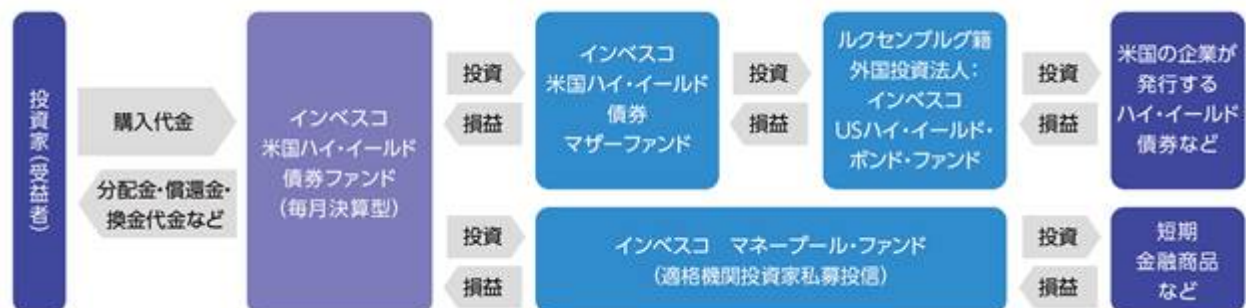 投資家(受益者)
購入代金
分配金・償還金・
換金代金など
インベスコ
米国ハイ・イールド
債券ファンド
(毎月決算型)
投資
損益
インベスコ
米国ハイ・イールド
債券
マザーファンド
投資
損益
ルクセンブルグ籍
外国投資法人:
インベスコ
USハイ・イールド・
ボンド・ファンド
投資
損益
米国の企業が
発行する
ハイ・イールド
債券など
投資
損益
インベスコ マネープール・ファンド
(適格機関投資家私募投信)
投資
損益
短期
金融商品
など